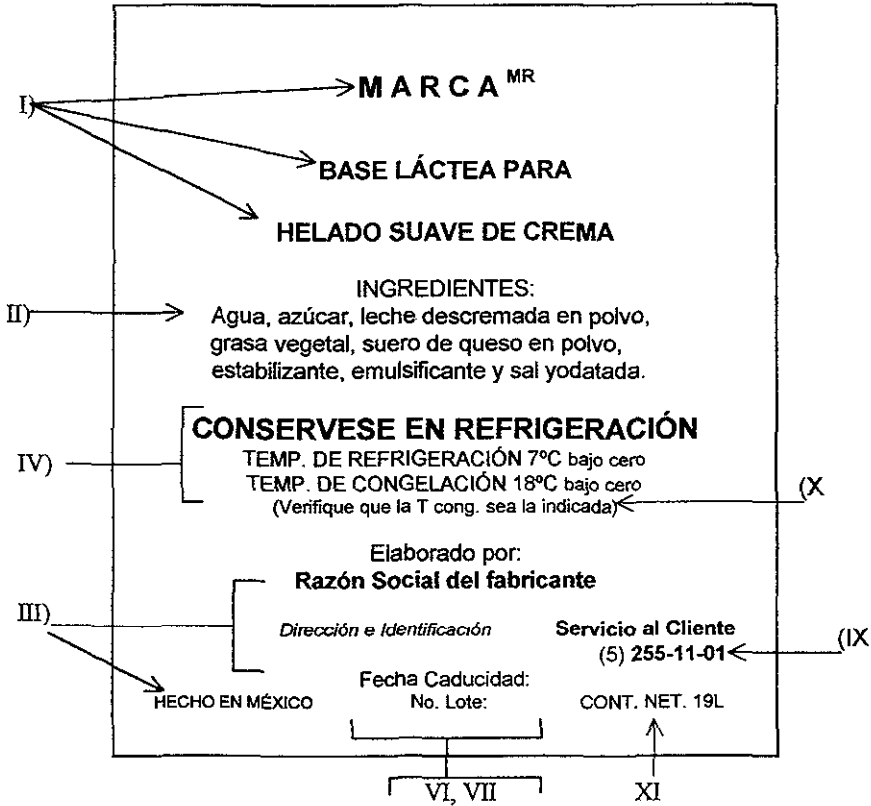 I) MARCA MR
BASE LÁCTEA PARA
HELADO SUAVE DE CREMA
INGREDIENTES:
II) Agua, azúcar, leche descremada en polvo,
grasa vegetal, suero de queso en polvo,
estabilizante, emulsificante y sal yodatada.
CONSERVESE EN REFRIGERACIÓN
IV) TEMP. DE REFRIGERACIÓN 7ºC bajo cero
TEMP. DE CONGELACIÓN 18ºC bajo cero
(Verifique que la T cong. sea la indicada) (X
Elaborado por:
Razón Social del fabricante
III) Dirección e Identificación Servicio al Cliente
(5) 255-11-01 (IX
Fecha Caducidad:
HECHO EN MÉXICO No. Lote: CONT. NET. 19L
VI, VII XI